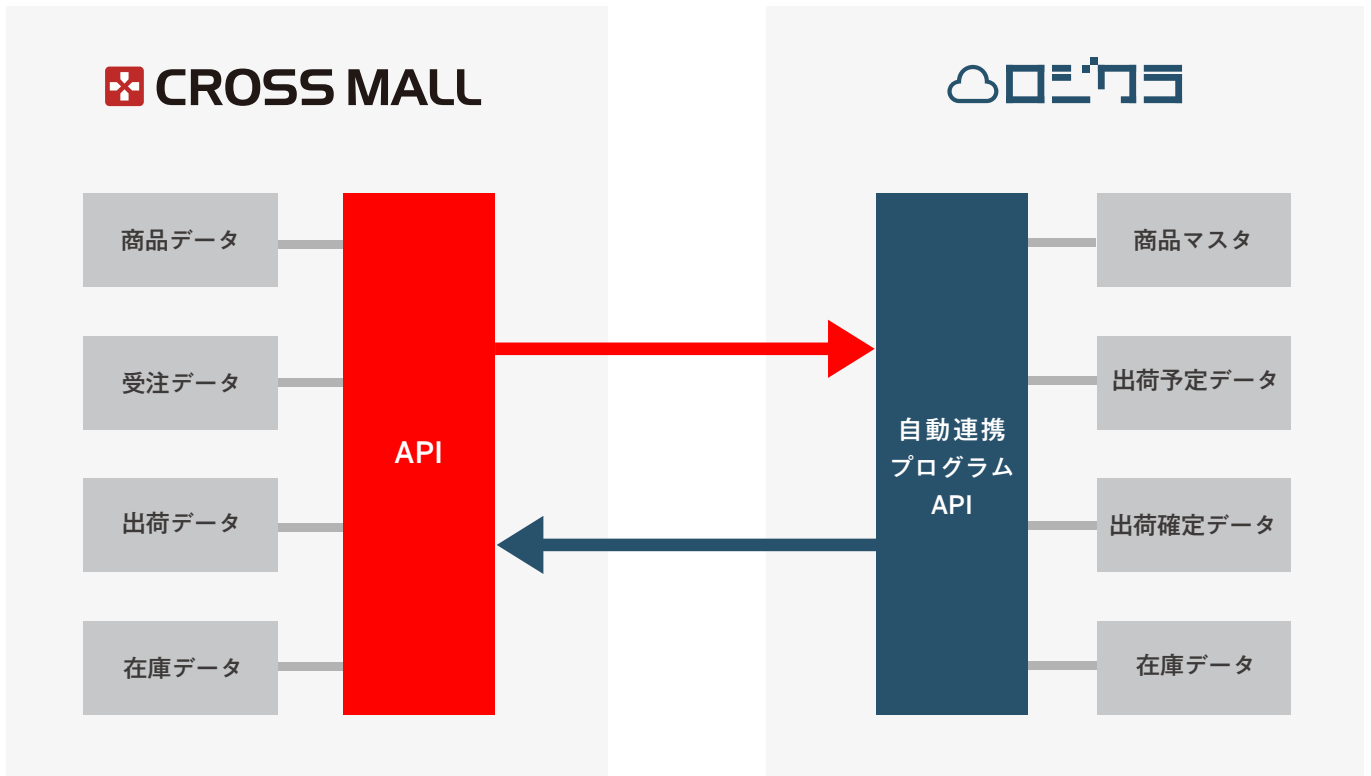 CROSS MALL
商品データ
受注データ
出荷データ
在庫データ
API
ロジクラ
自動連携
プログラム
API
商品マスタ
出荷予定データ
出荷確定データ
在庫データ